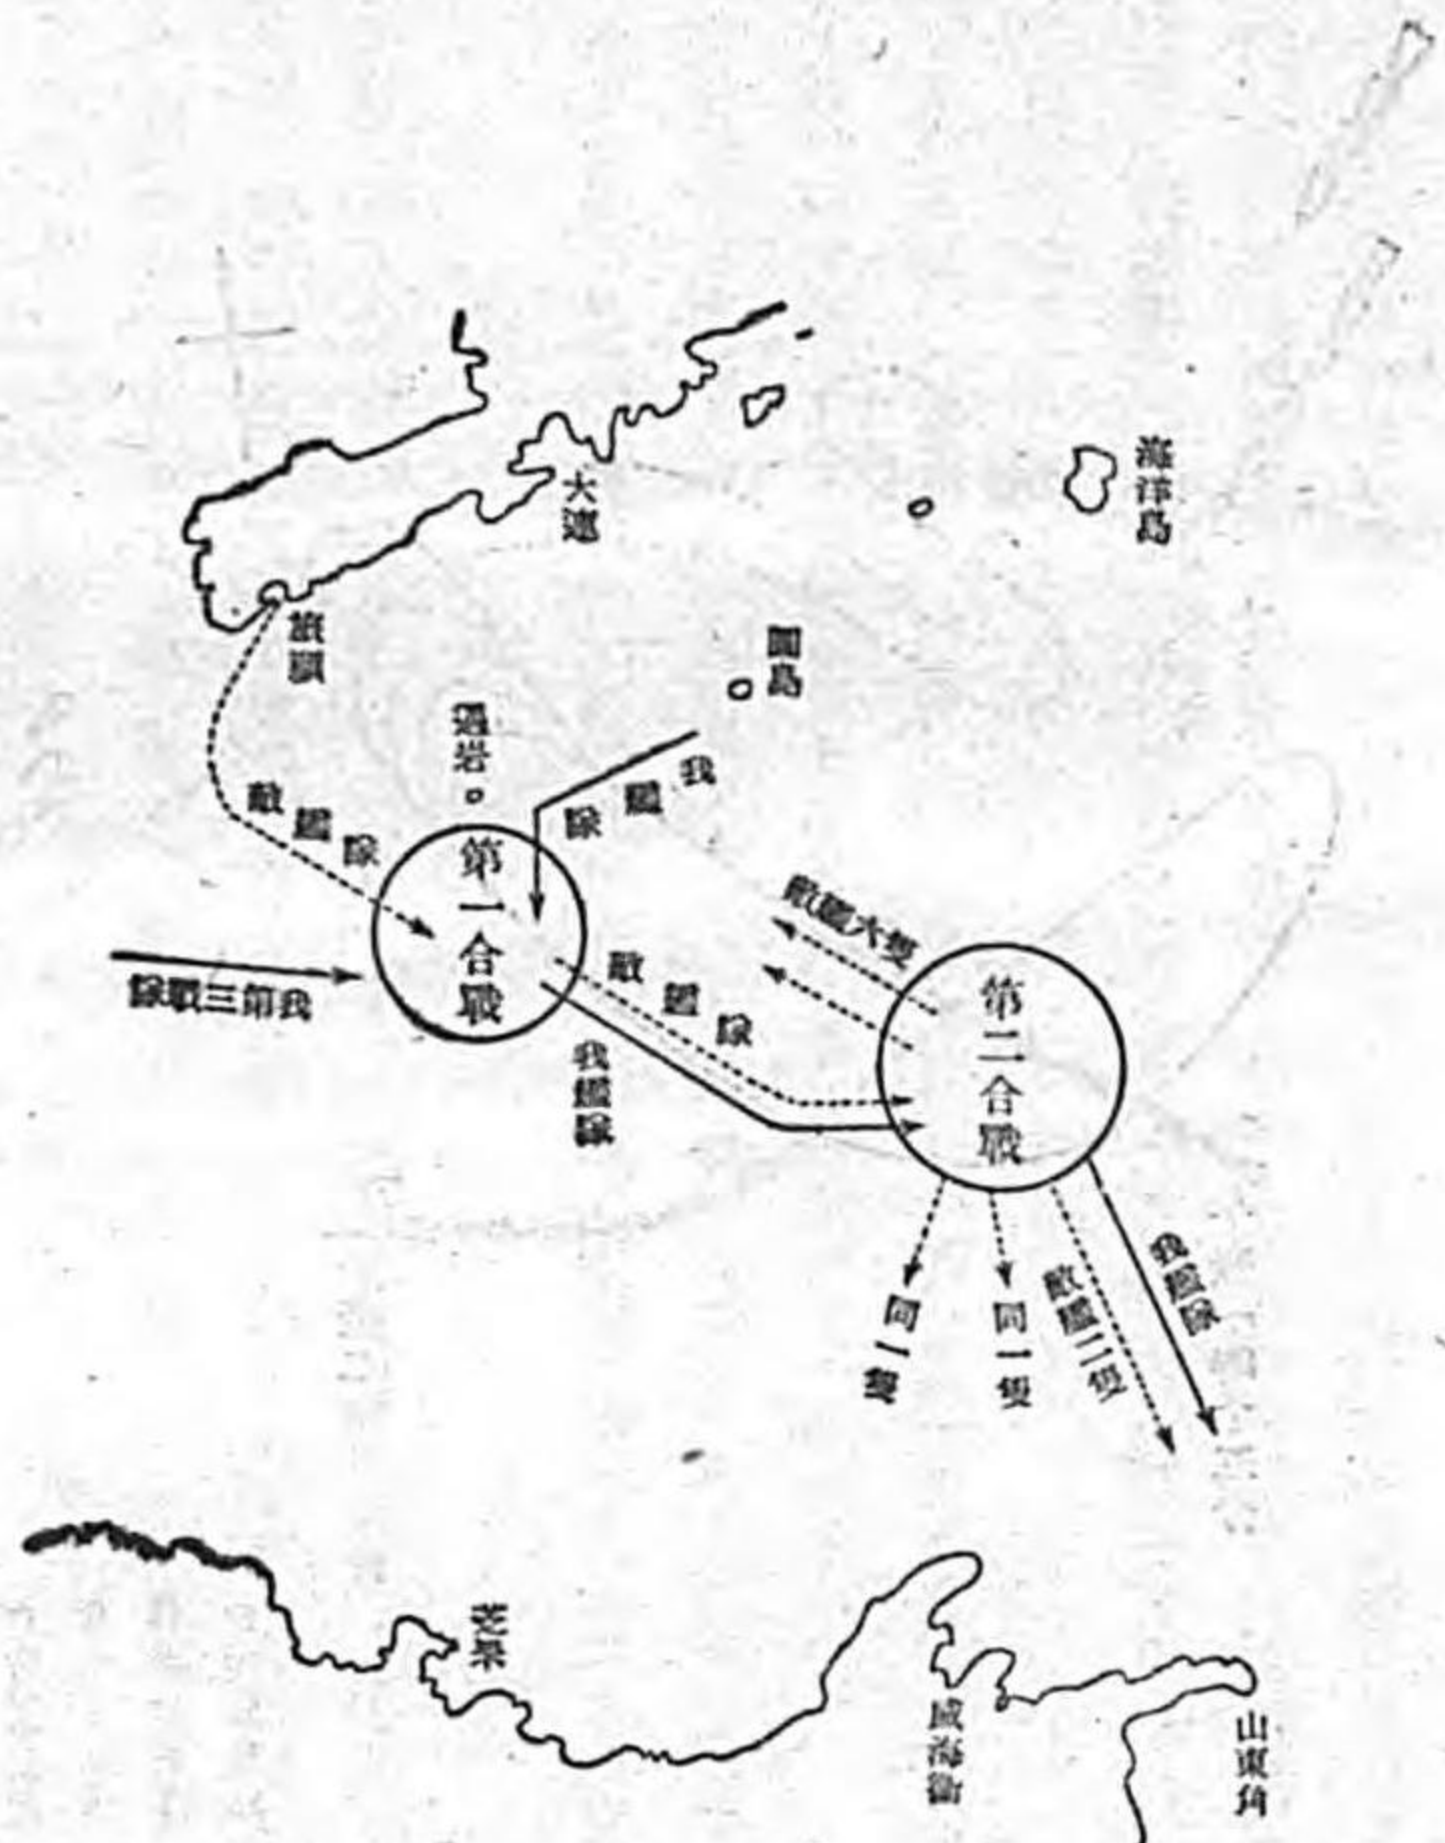 海洋島
大連
旅順
圓島
遇岩
我艦隊
敵艦隊
第一合戰
我第三戰隊
敵艦六隻
敵艦隊
我艦隊
第二合戰
我艦隊
敵艦二隻
同一隻
同一隻
芝罘
威海衛
山東角